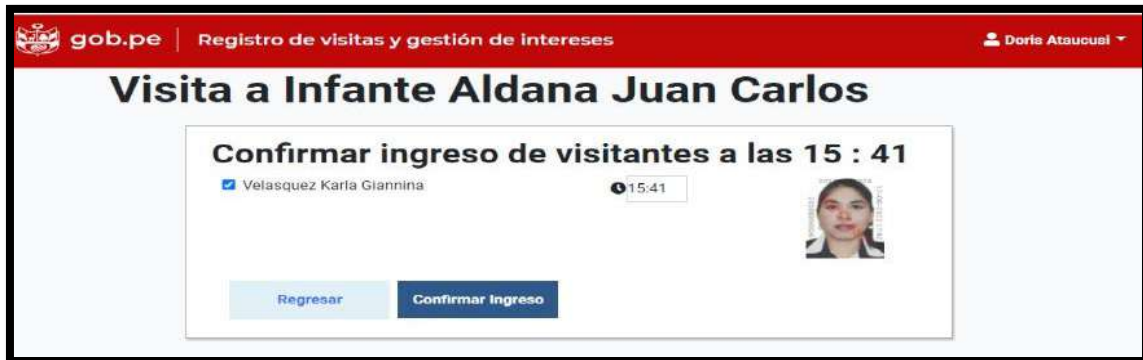 gob.pe | Registro de visitas y gestión de intereses
Doris Ataucusi
Visita a Infante Aldana Juan Carlos
Confirmar ingreso de visitantes a las 15 : 41
Velasquez Karla Giannina
15:41
Regresar
Confirmar Ingreso